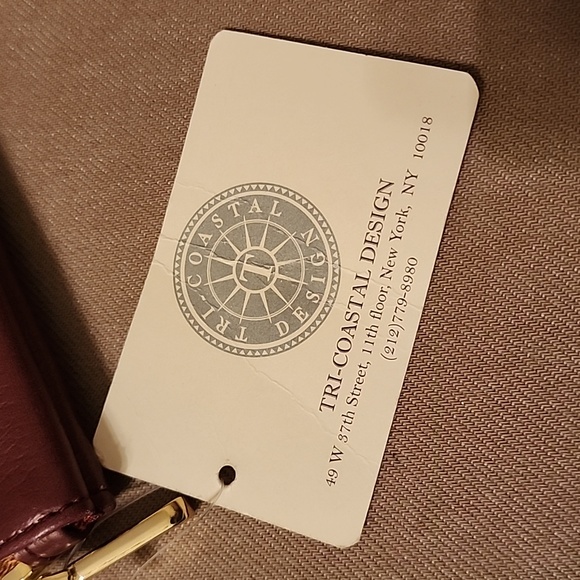 TRI-COASTAL DESIGN
TRI-COASTAL DESIGN
49 W 37th Street, 11th floor, New York, NY 10018
(212)779-8980